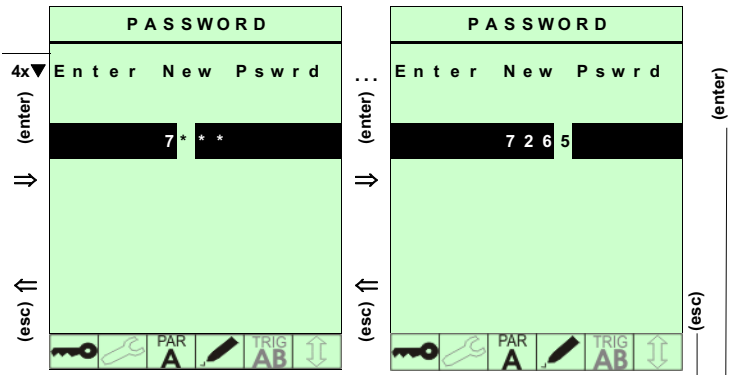 PASSWORD
4x▼
Enter New Pswrd
(enter)
7***
⇒
⇐
(esc)
PAR
A
TRIG
AB
PASSWORD
...
Enter New Pswrd
(enter)
7265
⇒
⇐
(esc)
PAR
A
TRIG
AB
(enter)
(esc)